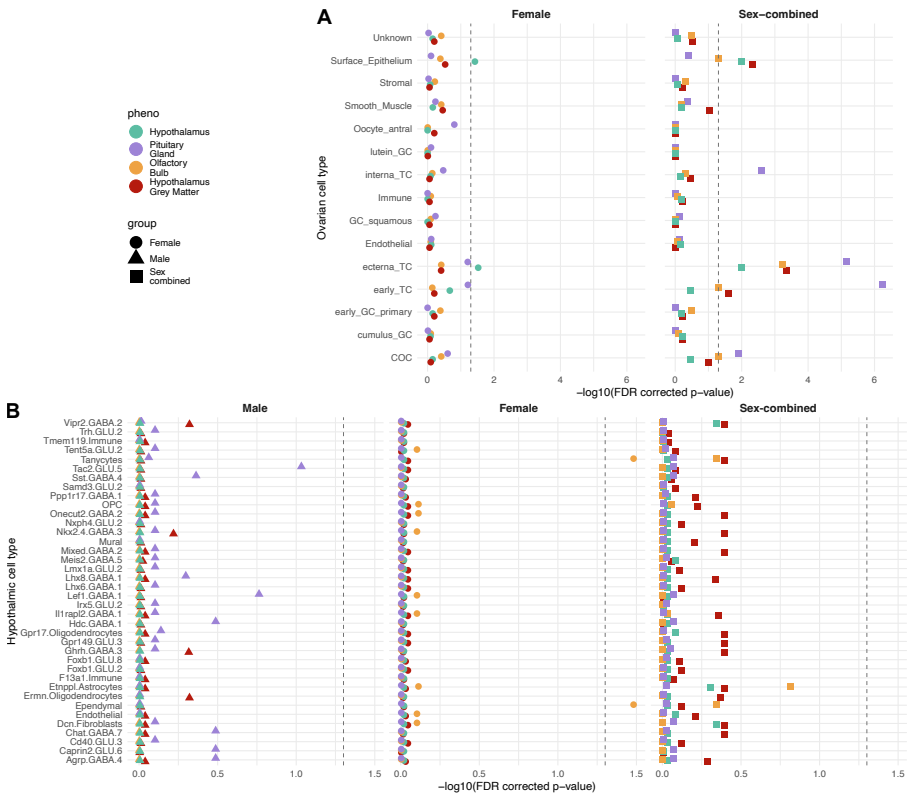 A
Female
Sex−combined
Ovarian cell type
Unknown
Surface_Epithelium
Stromal
Smooth_Muscle
Oocyte_antral
lutein_GC
interna_TC
Immune
GC_squamous
Endothelial
ecterna_TC
early_TC
early_GC_primary
cumulus_GC
COC
0 2 4 6 0 2 4 6
−log10(FDR corrected p−value)
pheno
Hypothalamus
Pituitary
Gland
Olfactory
Bulb
Hypothalamus
Grey Matter
group
Female
Male
Sex
combined
B
Male
Female
Sex−combined
Hypothalmic cell type
Vipr2.GABA.2
Trh.GLU.2
Tmem119.Immune
Tent5a.GLU.2
Tanycytes
Tac2.GLU.5
Sst.GABA.4
Samd3.GLU.2
Ppp1r17.GABA.1
OPC
Onecut2.GABA.2
Nxph4.GLU.2
Nkx2.4.GABA.3
Mural
Mixed.GABA.2
Meis2.GABA.5
Lmx1a.GLU.2
Lhx8.GABA.1
Lhx6.GABA.1
Lef1.GABA.1
Irx5.GLU.2
Il1rapl2.GABA.1
Hdc.GABA.1
Gpr17.Oligodendrocytes
Gpr149.GLU.3
Ghrh.GABA.3
Foxb1.GLU.8
Foxb1.GLU.2
F13a1.Immune
Etnppl.Astrocytes
Ermn.Oligodendrocytes
Ependymal
Endothelial
Dcn.Fibroblasts
Chat.GABA.7
Cd40.GLU.3
Caprin2.GLU.6
Agrp.GABA.4
0.0 0.5 1.0 1.5 0.0 0.5 1.0 1.5 0.0 0.5 1.0 1.5
−log10(FDR corrected p−value)